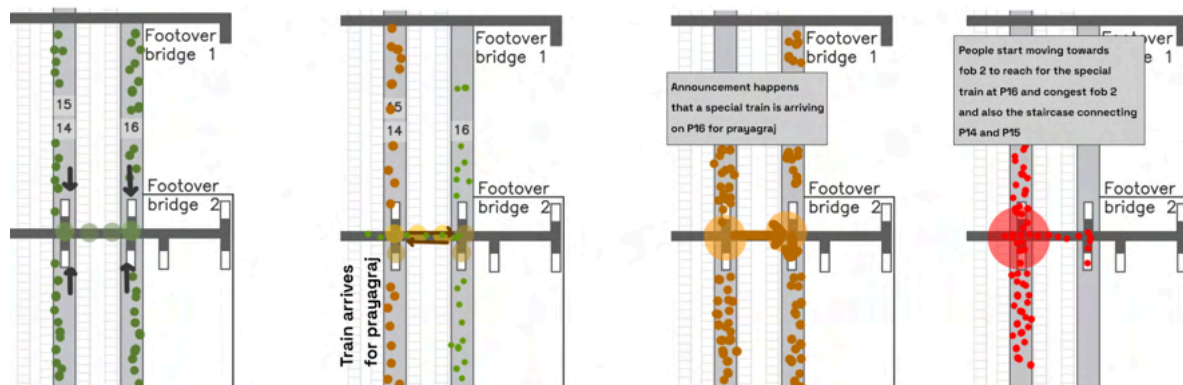 Footover
bridge 1
15
14
16
Footover
bridge 2
Footover
bridge 1
15
14
16
Footover
bridge 2
Train arrives
for prayagraj
Footover
bridge 1
Announcement happens
that a special train is arriving
on P16 for prayagraj
Footover
bridge 2
1
People start moving towards
fob 2 to reach for the special
train at P16 and congest fob 2
and also the staircase connecting
P14 and P15
Footover
bridge 2